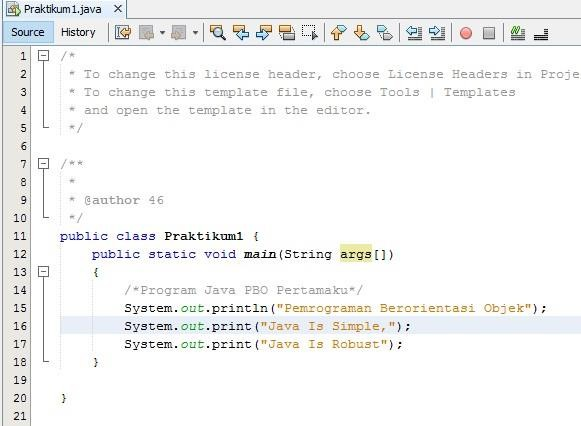 Praktikum1.java
Source History
1 /*
2 * To change this license header, choose License Headers in Proje
3 * To change this template file, choose Tools | Templates
4 * and open the template in the editor.
5 */
6
7 /**
8 *
9 * @author 46
10 */
11 public class Praktikum1 {
12 public static void main(String args[])
13 {
14 /*Program Java PBO Pertamaku*/
15 System.out.println("Pemrograman Berorientasi Objek");
16 System.out.print("Java Is Simple,");
17 System.out.print("Java Is Robust");
18 }
19
20 }
21